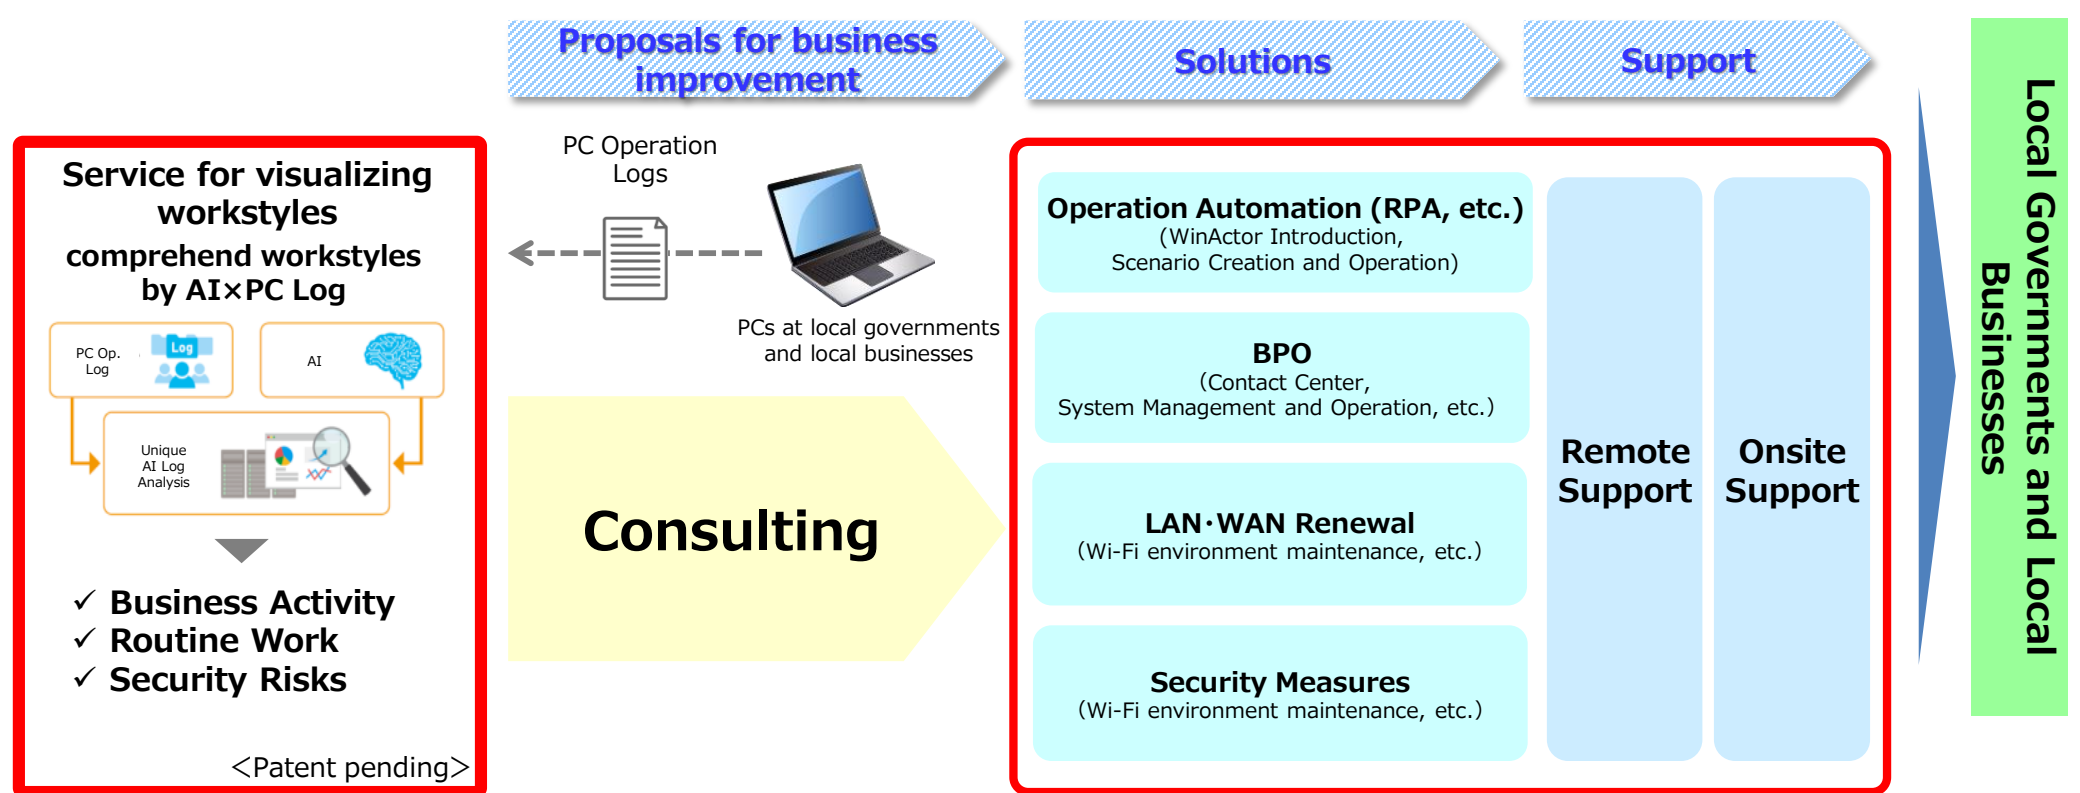 Proposals for business
improvement
Solutions
Support
Service for visualizing
workstyles
comprehend workstyles
by AI×PC Log
PC Op.
Log
Log
AI
Unique
AI Log
Analysis
✓ Business Activity
✓ Routine Work
✓ Security Risks
<Patent pending>
PC Operation
Logs
PCs at local governments
and local businesses
Consulting
Operation Automation (RPA, etc.)
(WinActor Introduction,
Scenario Creation and Operation)
BPO
(Contact Center,
System Management and Operation, etc.)
LAN･WAN Renewal
(Wi-Fi environment maintenance, etc.)
Security Measures
(Wi-Fi environment maintenance, etc.)
Remote
Support
Onsite
Support
Local Governments and Local
Businesses